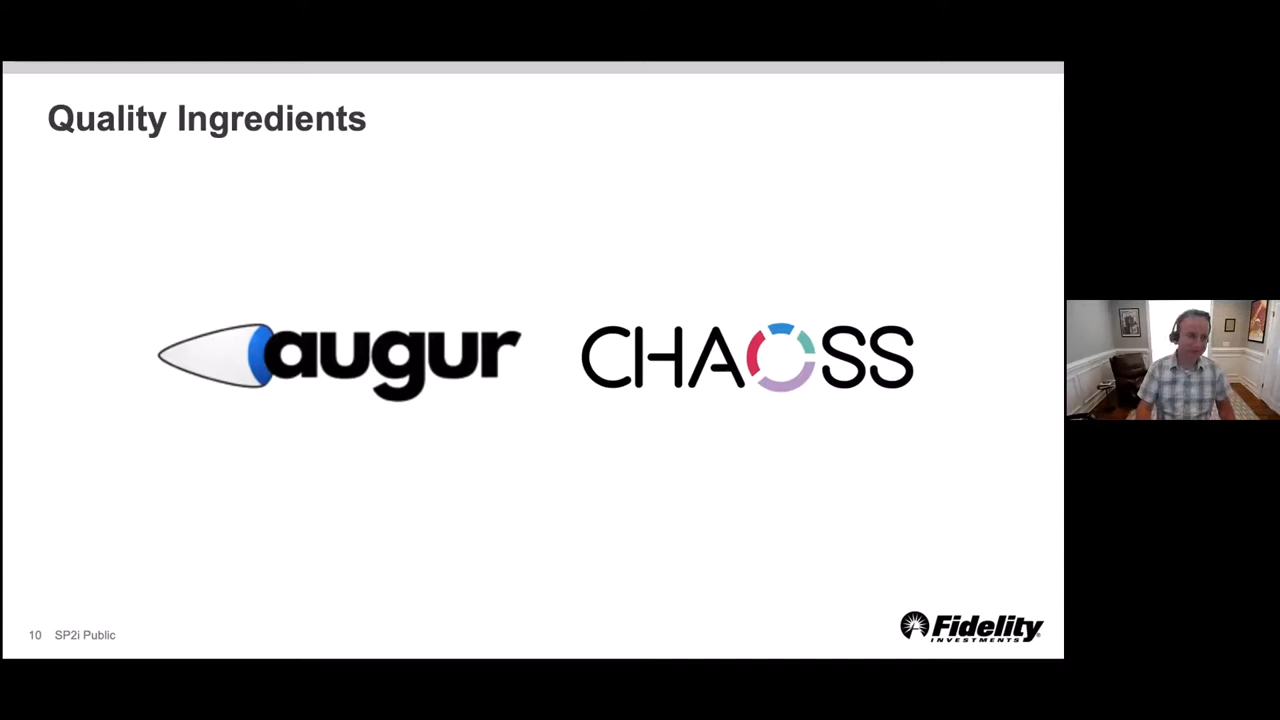 Quality Ingredients
augur
CHAOSS
10 SP2i Public
Fidelity
INVESTMENTS